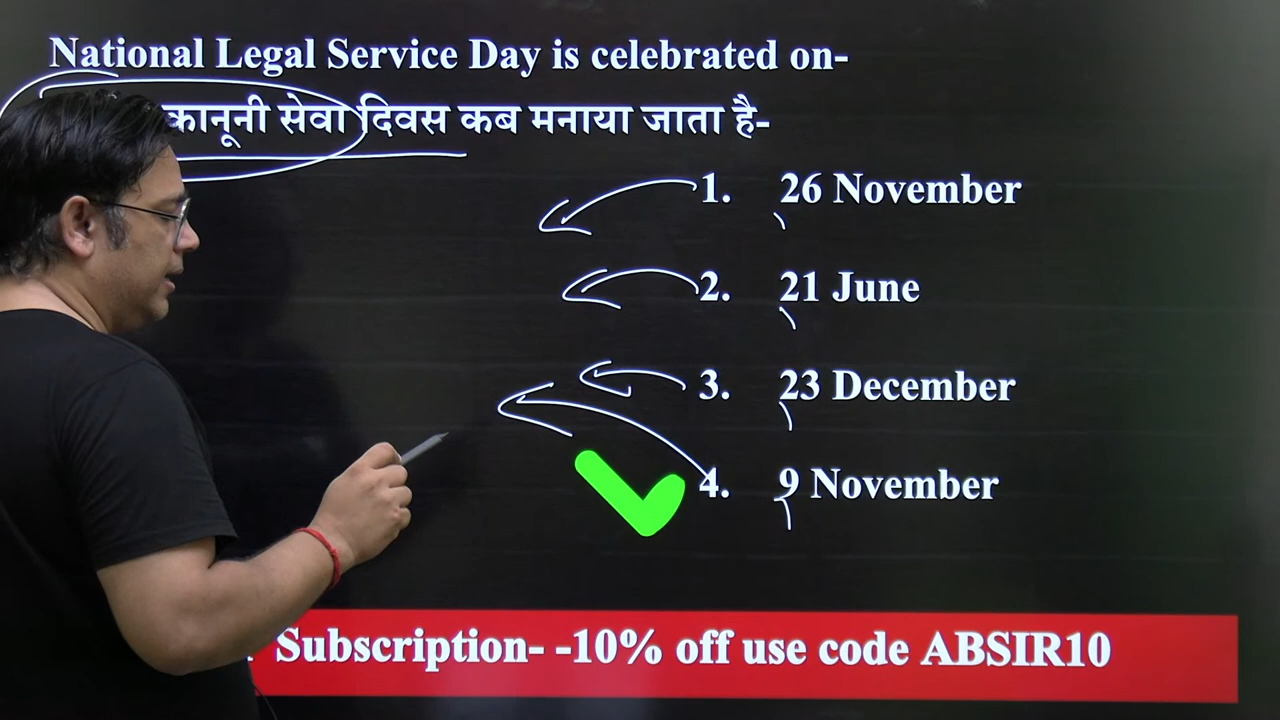 National Legal Service Day is celebrated on-
कानूनी सेवा दिवस कब मनाया जाता है-
1. 26 November
2. 21 June
3. 23 December
4. 9 November
Subscription- -10% off use code ABSIR10